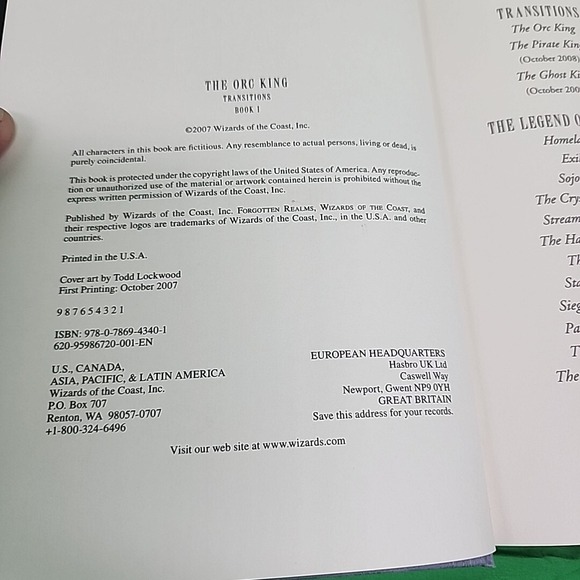 THE ORC KING
TRANSITIONS
BOOK I
©2007 Wizards of the Coast, Inc.
All characters in this book are fictitious. Any resemblance to actual persons, living or dead, is
purely coincidental.
This book is protected under the copyright laws of the United States of America. Any reproduc-
tion or unauthorized use of the material or artwork contained herein is prohibited without the
express written permission of Wizards of the Coast, Inc.
Published by Wizards of the Coast, Inc. FORGOTTEN REALMS, WIZARDS OF THE COAST, and
their respective logos are trademarks of Wizards of the Coast, Inc., in the U.S.A. and other
countries.
Printed in the U.S.A.
Cover art by Todd Lockwood
First Printing: October 2007
9 8 7 6 5 4 3 2 1
ISBN: 978-0-7869-4340-1
620-95986720-001-EN
U.S., CANADA,
ASIA, PACIFIC, & LATIN AMERICA
Wizards of the Coast, Inc.
P.O. Box 707
Renton, WA 98057-0707
+1-800-324-6496
EUROPEAN HEADQUARTERS
Hasbro UK Ltd
Caswell Way
Newport, Gwent NP9 0YH
GREAT BRITAIN
Save this address for your records.
Visit our web site at www.wizards.com
TRANSITIONS
The Orc King
The Pirate Kin
(October 2008)
The Ghost Ki
(October 200
THE LEGEND O
Homela
Exi
Sojo
The Cry
Stream
The Ha
Th
Sta
Sieg
Pa
T
The